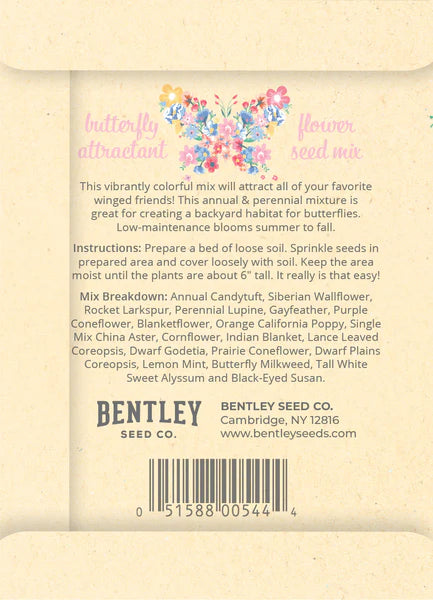 butterfly attractant
flower seed mix
This vibrantly colorful mix will attract all of your favorite
winged friends! This annual & perennial mixture is
great for creating a backyard habitat for butterflies.
Low-maintenance blooms summer to fall.
Instructions: Prepare a bed of loose soil. Sprinkle seeds in
prepared area and cover loosely with soil. Keep the area
moist until the plants are about 6" tall. It really is that easy!
Mix Breakdown: Annual Candytuft, Siberian Wallflower,
Rocket Larkspur, Perennial Lupine, Gayfeather, Purple
Coneflower, Blanketflower, Orange California Poppy, Single
Mix China Aster, Cornflower, Indian Blanket, Lance Leaved
Coreopsis, Dwarf Godetia, Prairie Coneflower, Dwarf Plains
Coreopsis, Lemon Mint, Butterfly Milkweed, Tall White
Sweet Alyssum and Black-Eyed Susan.
BENTLEY
SEED CO.
BENTLEY SEED CO.
Cambridge, NY 12816
www.bentleyseeds.com
0 51588 00544 4